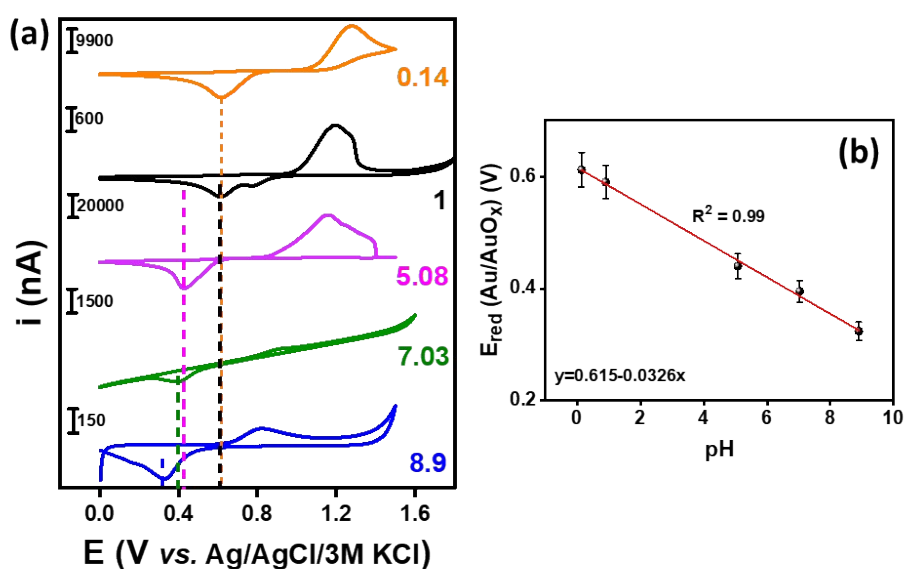 (a)
9900
0.14
600
1
20000
5.08
1500
7.03
150
8.9
i (nA)
0.0 0.4 0.8 1.2 1.6
E (V vs. Ag/AgCl/3M KCl)
(b)
0.6
0.4
0.2
E_red (Au/AuO_x) (V)
R² = 0.99
y=0.615-0.0326x
0 2 4 6 8 10
pH